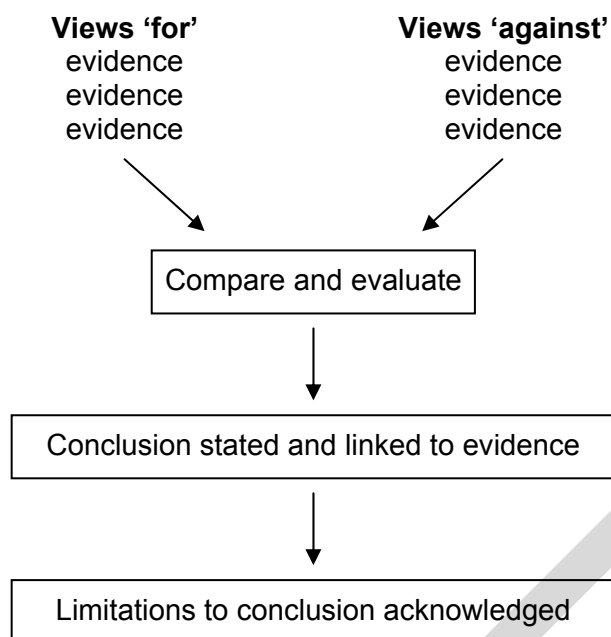 Views ‘for’
evidence
evidence
evidence
Views ‘against’
evidence
evidence
evidence
Compare and evaluate
Conclusion stated and linked to evidence
Limitations to conclusion acknowledged